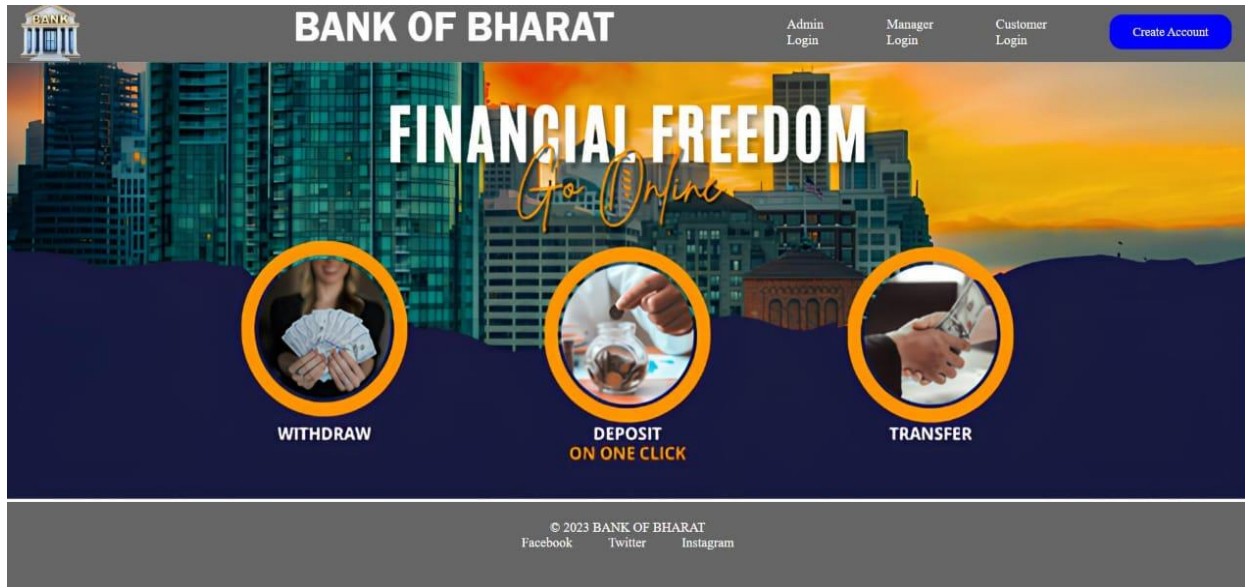 BANK
BANK OF BHARAT
Admin
Login
Manager
Login
Customer
Login
Create Account
FINANCIAL FREEDOM
Go Online
WITHDRAW
DEPOSIT
ON ONE CLICK
TRANSFER
© 2023 BANK OF BHARAT
Facebook Twitter Instagram